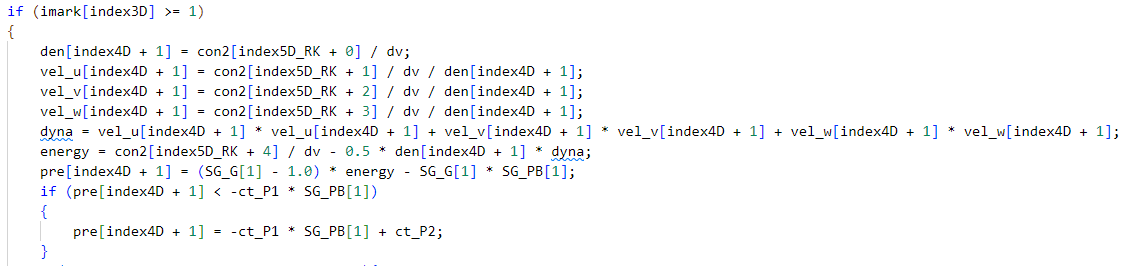 if (imark[index3D] >= 1)
{
den[index4D + 1] = con2[index5D_RK + 0] / dv;
vel_u[index4D + 1] = con2[index5D_RK + 1] / dv / den[index4D + 1];
vel_v[index4D + 1] = con2[index5D_RK + 2] / dv / den[index4D + 1];
vel_w[index4D + 1] = con2[index5D_RK + 3] / dv / den[index4D + 1];
dyna = vel_u[index4D + 1] * vel_u[index4D + 1] + vel_v[index4D + 1] * vel_v[index4D + 1] + vel_w[index4D + 1] * vel_w[index4D + 1];
energy = con2[index5D_RK + 4] / dv - 0.5 * den[index4D + 1] * dyna;
pre[index4D + 1] = (SG_G[1] - 1.0) * energy - SG_G[1] * SG_PB[1];
if (pre[index4D + 1] < -ct_P1 * SG_PB[1])
{
pre[index4D + 1] = -ct_P1 * SG_PB[1] + ct_P2;
}